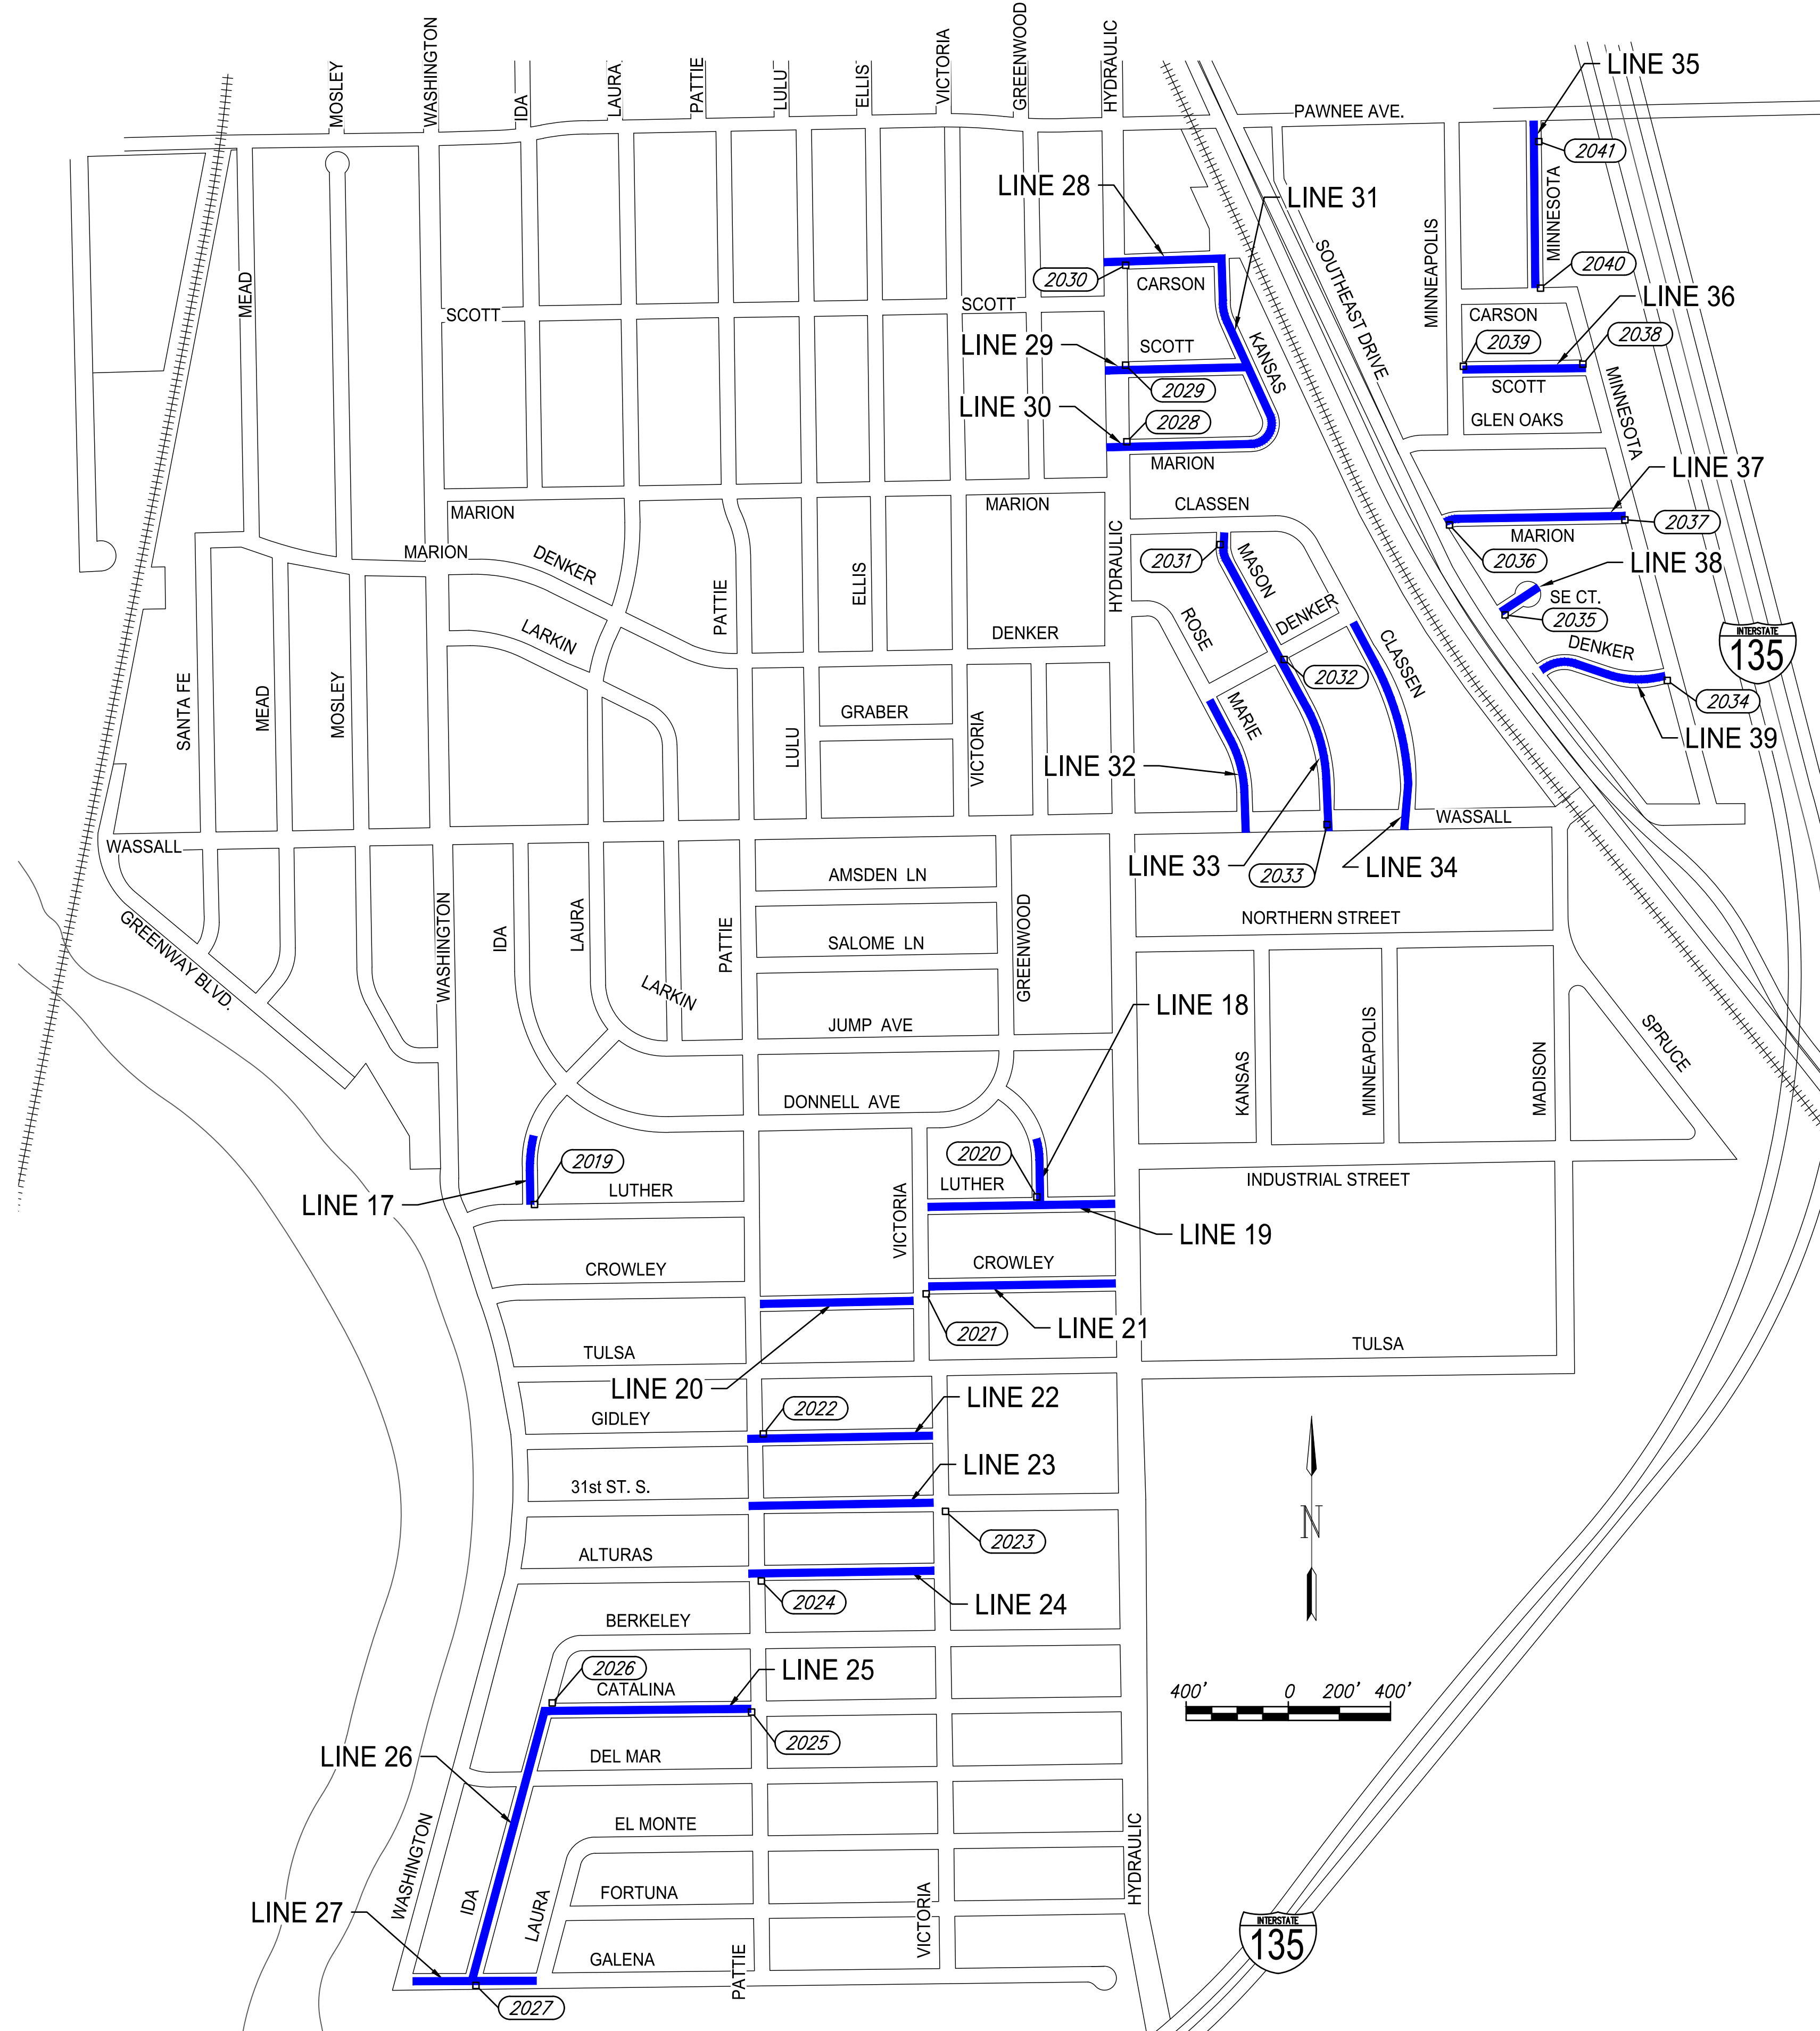 MOSLEY
WASHINGTON
IDA
LAURA
PATTIE
LULU
ELLIS
VICTORIA
GREENWOOD
HYDRAULIC
PAWNEE AVE.
LINE 35
2041
MINNESOTA
2040
LINE 28
LINE 31
2030
CARSON
MEAD
SCOTT
SCOTT
SOUTHEAST DRIVE
MINNEAPOLIS
LINE 36
CARSON
2039
2038
LINE 29
SCOTT
KANSAS
2029
SCOTT
MINNESOTA
LINE 30
2028
GLEN OAKS
MARION
LINE 37
MARION
MARION
CLASSEN
2037
MARION
MARION
DENKER
HYDRAULIC
2031
MASON
2036
LINE 38
PATTIE
ELLIS
SE CT.
2035
LARKIN
DENKER
ROSE
DENKER
CLASSEN
DENKER
INTERSTATE
135
2032
2034
SANTA FE
MEAD
MOSLEY
GRABER
MARIE
LULU
VICTORIA
LINE 39
LINE 32
WASSALL
WASSALL
LINE 33
2033
LINE 34
AMSDEN LN
GREENWAY BLVD.
WASHINGTON
IDA
LAURA
PATTIE
SALOME LN
GREENWOOD
NORTHERN STREET
LARKIN
JUMP AVE
LINE 18
SPRUCE
KANSAS
MINNEAPOLIS
MADISON
DONNELL AVE
2019
2020
LINE 17
LUTHER
LUTHER
INDUSTRIAL STREET
VICTORIA
LINE 19
CROWLEY
CROWLEY
2021
LINE 21
TULSA
TULSA
LINE 20
LINE 22
2022
GIDLEY
LINE 23
31st ST. S.
2023
N
ALTURAS
2024
LINE 24
BERKELEY
2026
LINE 25
CATALINA
400' 0 200' 400'
2025
LINE 26
DEL MAR
WASHINGTON
EL MONTE
HYDRAULIC
IDA
LAURA
FORTUNA
VICTORIA
LINE 27
INTERSTATE
135
GALENA
PATTIE
2027